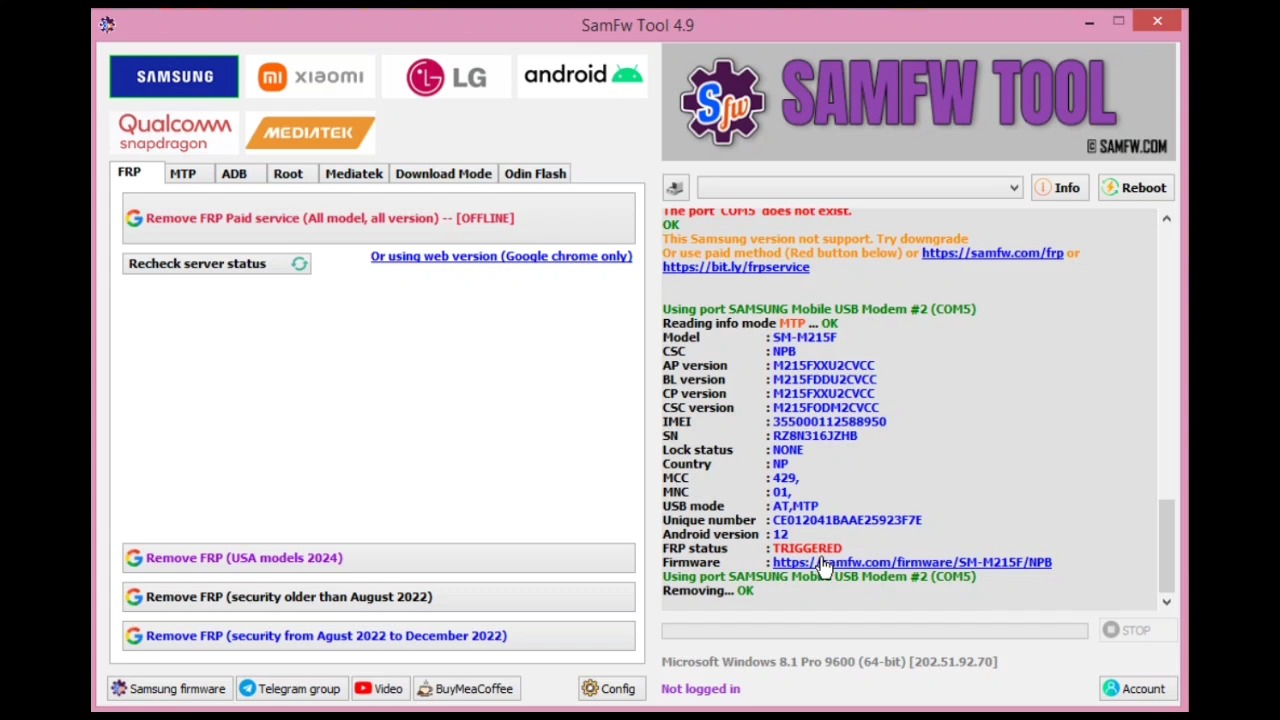 SamFw Tool 4.9
SAMSUNG
mi xiaomi
LG
android
Qualcomm
snapdragon
MEDIATEK
Sfw
SAMFW TOOL
© SAMFW.COM
FRP MTP ADB Root Mediatek Download Mode Odin Flash
Remove FRP Paid service (All model, all version) -- [OFFLINE]
Recheck server status
Or using web version (Google chrome only)
Remove FRP (USA models 2024)
Remove FRP (security older than August 2022)
Remove FRP (security from Agust 2022 to December 2022)
Info
Reboot
The port 'COM5' does not exist.
OK
This Samsung version not support. Try downgrade
Or use paid method (Red button below) or https://samfw.com/frp or
https://bit.ly/frpservice
Using port SAMSUNG Mobile USB Modem #2 (COM5)
Reading info mode MTP ... OK
Model : SM-M215F
CSC : NPB
AP version : M215FXXU2CVCC
BL version : M215FDDU2CVCC
CP version : M215FXXU2CVCC
CSC version : M215FODM2CVCC
IMEI : 355000112588950
SN : RZ8N316JZHB
Lock status : NONE
Country : NP
MCC : 429,
MNC : 01,
USB mode : AT,MTP
Unique number : CE012041BAAE25923F7E
Android version : 12
FRP status : TRIGGERED
Firmware : https://samfw.com/firmware/SM-M215F/NPB
Using port SAMSUNG Mobile USB Modem #2 (COM5)
Removing... OK
STOP
Microsoft Windows 8.1 Pro 9600 (64-bit) [202.51.92.70]
Samsung firmware
Telegram group
Video
BuyMeaCoffee
Config
Not logged in
Account